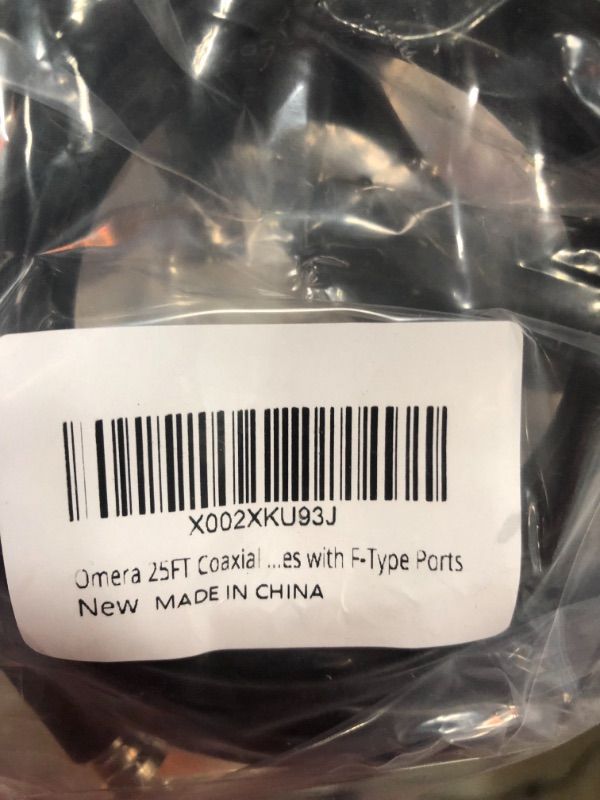 X002XKU93J
Omera 25FT Coaxial ...es with F-Type Ports
New MADE IN CHINA